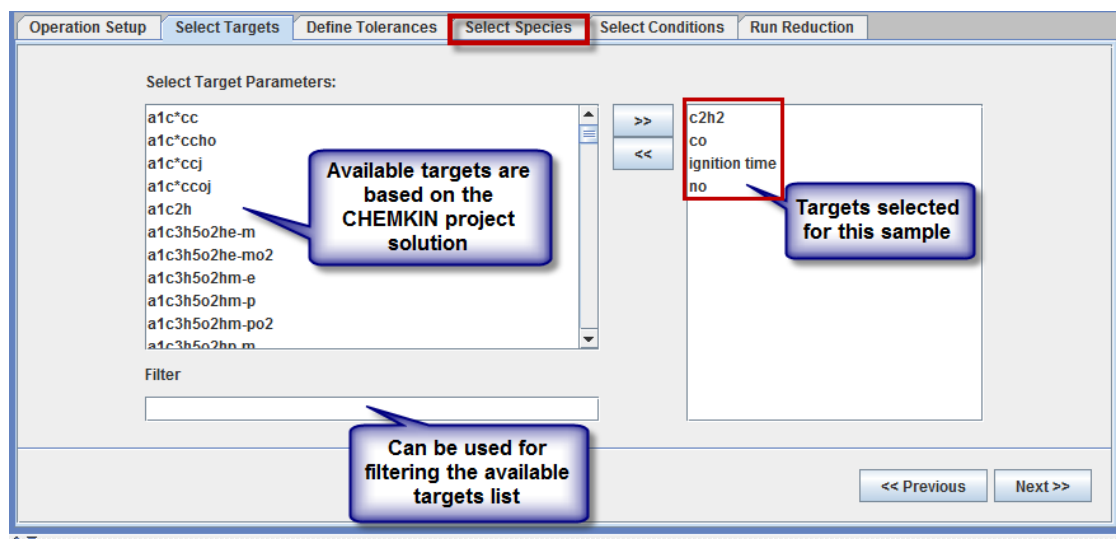 Operation Setup
Select Targets
Define Tolerances
Select Species
Select Conditions
Run Reduction
Select Target Parameters:
a1c*cc
a1c*ccho
a1c*ccj
a1c*ccoj
a1c2h
a1c3h5o2he-m
a1c3h5o2he-mo2
a1c3h5o2hm-e
a1c3h5o2hm-p
a1c3h5o2hm-po2
a1c3h5o2hp m
Available targets are
based on the
CHEMKIN project
solution
>>
<<
c2h2
co
ignition time
no
Targets selected
for this sample
Filter
Can be used for
filtering the available
targets list
<< Previous
Next >>